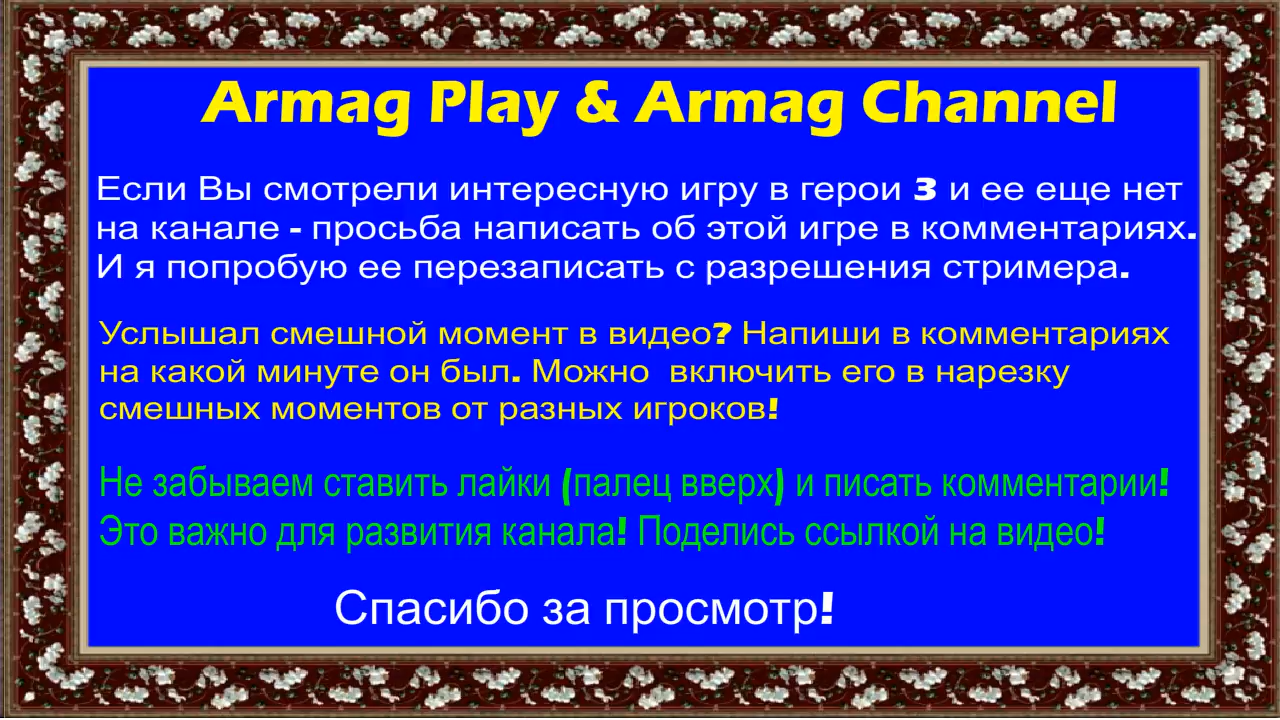 Armag Play & Armag Channel
Если Вы смотрели интересную игру в герои 3 и ее еще нет
на канале - просьба написать об этой игре в комментариях.
И я попробую ее перезаписать с разрешения стримера.
Услышал смешной момент в видео? Напиши в комментариях
на какой минуте он был. Можно  включить его в нарезку
смешных моментов от разных игроков!
Не забываем ставить лайки (палец вверх) и писать комментарии!
Это важно для развития канала! Поделись ссылкой на видео!
Спасибо за просмотр!